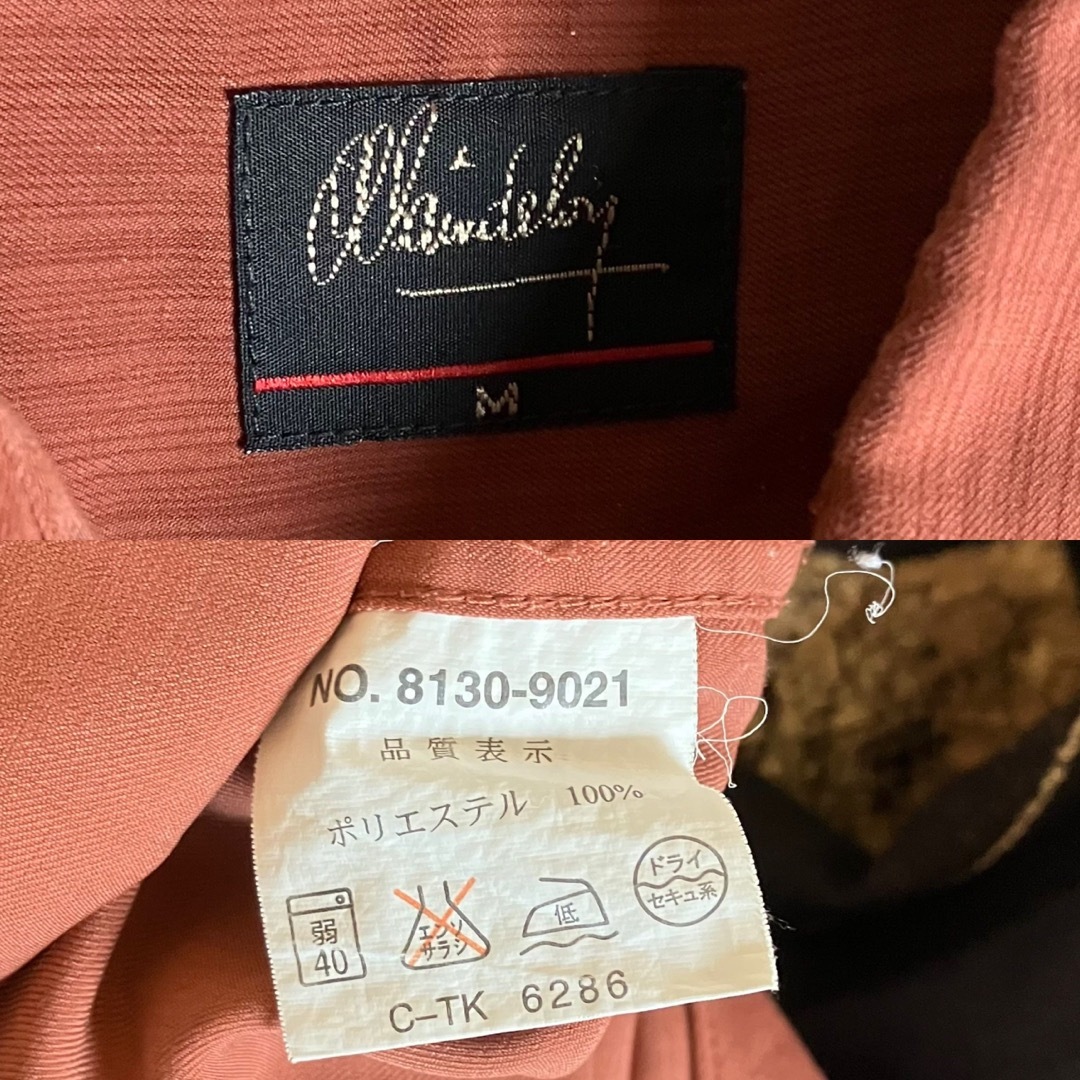 M
NO. 8130-9021
品質表示
ポリエステル 100%
弱
40
エンソ
サラシ
低
ドライ
セキュ系
C-TK 6286